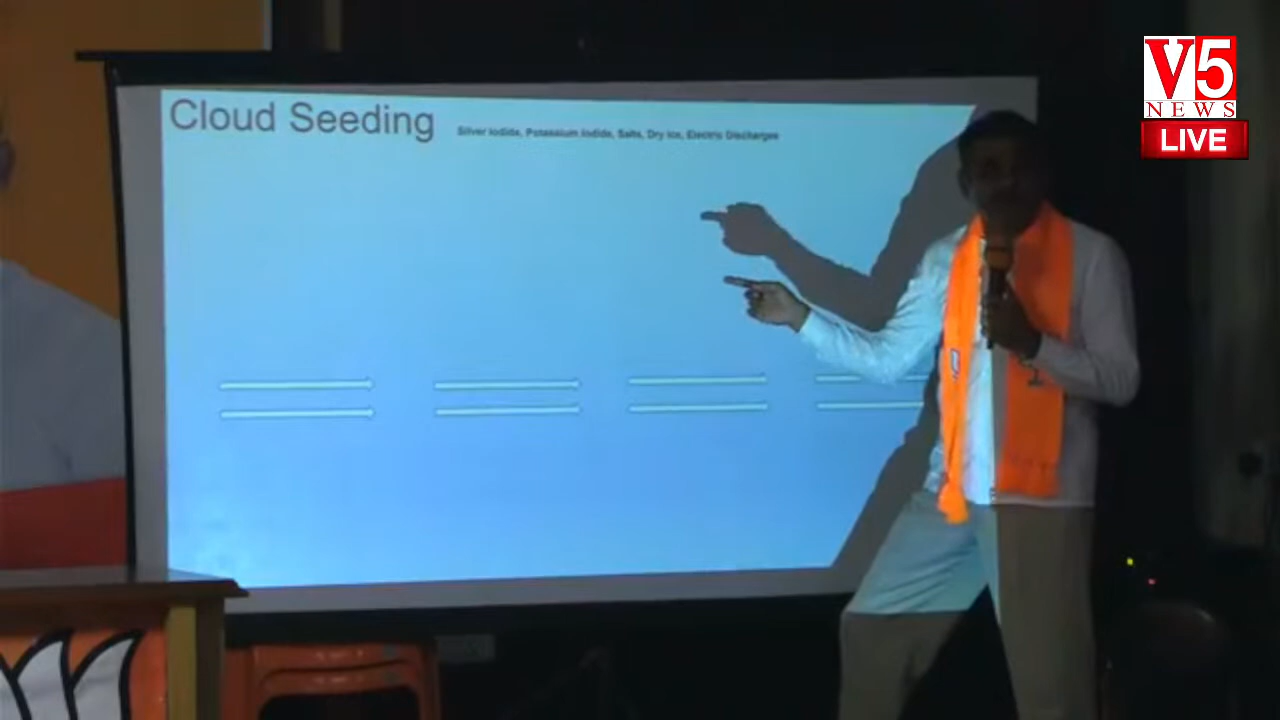 Cloud Seeding
Silver Iodide, Potassium Iodide, Salts, Dry Ice, Electric Discharges
V5
NEWS
LIVE